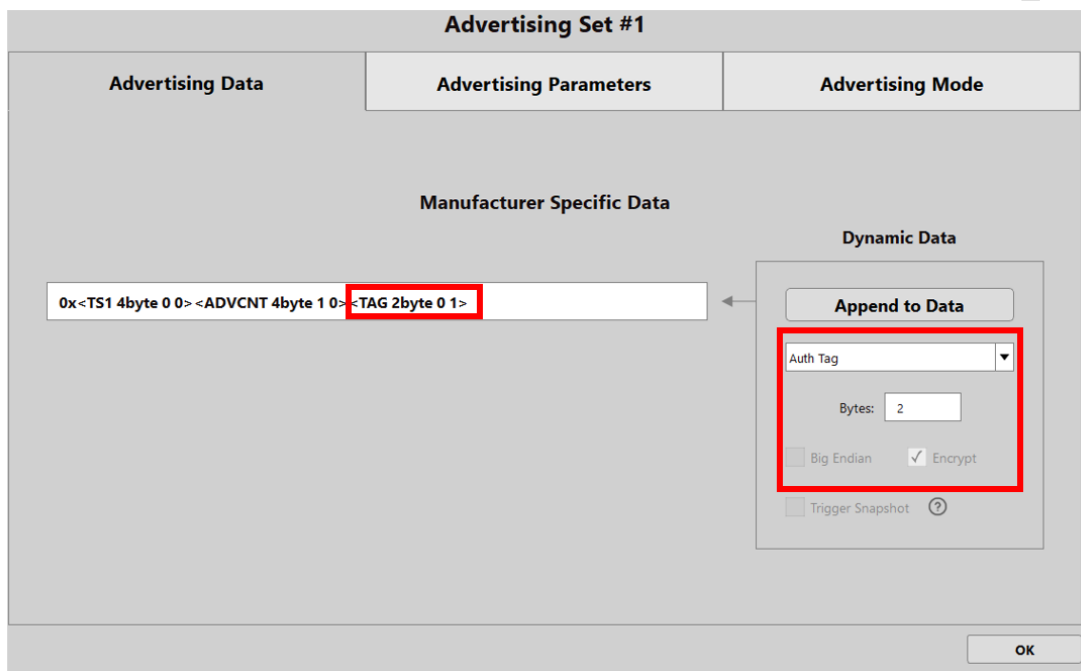 Advertising Set #1
Advertising Data
Advertising Parameters
Advertising Mode
Manufacturer Specific Data
Dynamic Data
0x<TS1 4byte 0 0><ADVCNT 4byte 1 0><TAG 2byte 0 1>
Append to Data
Auth Tag
Bytes: 2
Big Endian
Encrypt
Trigger Snapshot ?
OK